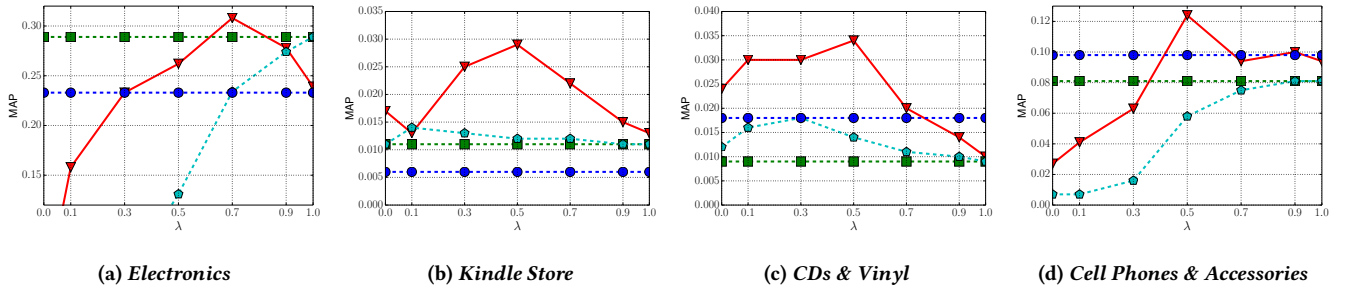 0.30
0.25
0.20
0.15
MAP
0.0 0.1 0.3 0.5 0.7 0.9 1.0
λ
(a) Electronics
0.035
0.030
0.025
0.020
0.015
0.010
0.005
0.000
MAP
0.0 0.1 0.3 0.5 0.7 0.9 1.0
λ
(b) Kindle Store
0.040
0.035
0.030
0.025
0.020
0.015
0.010
0.005
0.000
MAP
0.0 0.1 0.3 0.5 0.7 0.9 1.0
λ
(c) CDs & Vinyl
0.12
0.10
0.08
0.06
0.04
0.02
0.00
MAP
0.0 0.1 0.3 0.5 0.7 0.9 1.0
λ
(d) Cell Phones & Accessories